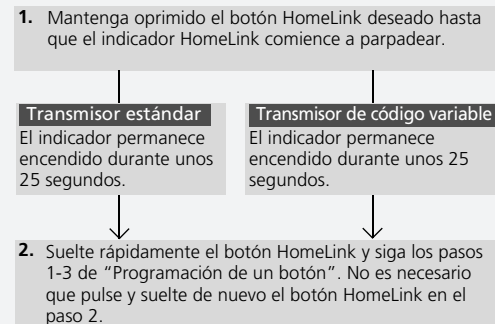 1. Mantenga oprimido el botón HomeLink deseado hasta
que el indicador HomeLink comience a parpadear.
Transmisor estándar
El indicador permanece
encendido durante unos
25 segundos.
Transmisor de código variable
El indicador permanece
encendido durante unos 25
segundos.
2. Suelte rápidamente el botón HomeLink y siga los pasos
1-3 de “Programación de un botón”. No es necesario
que pulse y suelte de nuevo el botón HomeLink en el
paso 2.